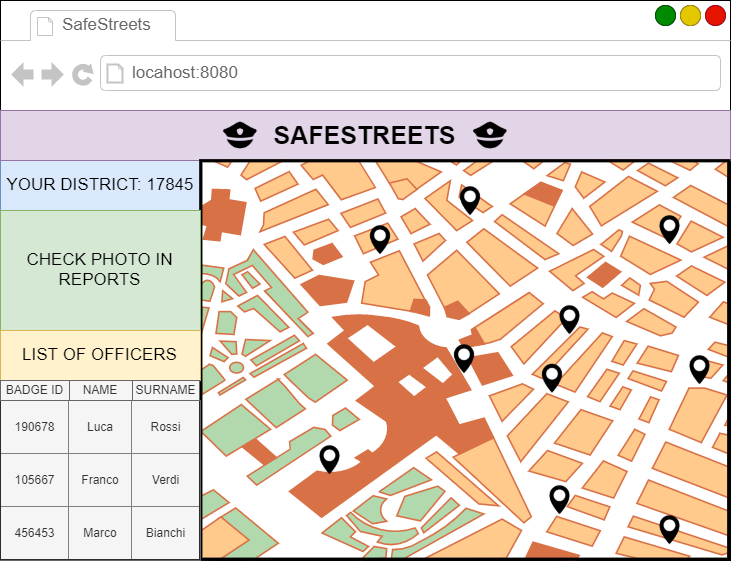 SafeStreets
locahost:8080
SAFESTREETS
YOUR DISTRICT: 17845
CHECK PHOTO IN
REPORTS
LIST OF OFFICERS
BADGE ID NAME SURNAME
190678 Luca Rossi
105667 Franco Verdi
456453 Marco Bianchi